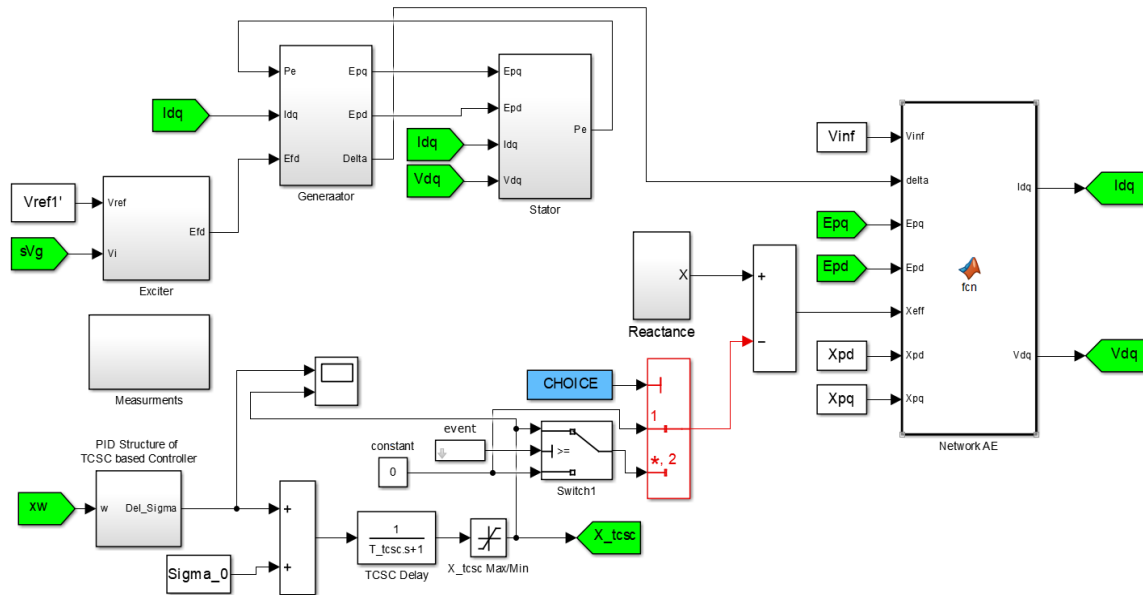 Pe
Idq
Efd
Epq
Epd
Delta
Generaator
Idq
Epq
Epd
Idq
Vdq
Pe
Stator
Idq
Vdq
Vref1'
sVg
Vref
Vi
Efd
Exciter
Measurments
Vinf
Epq
Epd
Xpd
Xpq
Vinf
delta
Epq
Epd
Xeff
Xpd
Xpq
fcn
Idq
Vdq
Network AE
Idq
Vdq
X
Reactance
+
−
CHOICE
1
*, 2
event
>=
Switch1
constant
0
PID Structure of
TCSC based Controller
xw
w
Del_Sigma
Sigma_0
+
+
1
T_tcsc.s+1
TCSC Delay
X_tcsc Max/Min
X_tcsc